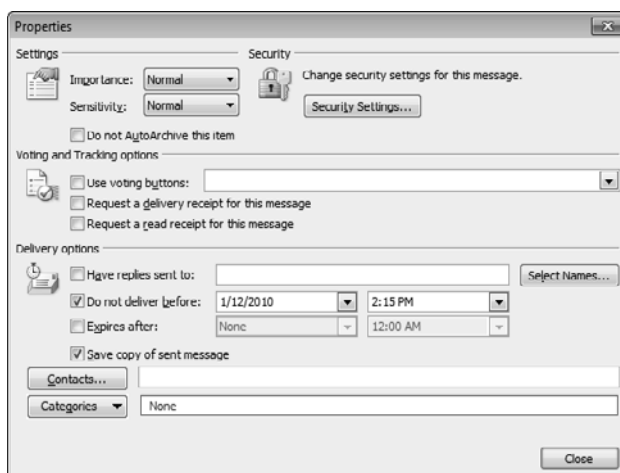 Properties
Settings
Security
Importance: Normal
Change security settings for this message.
Sensitivity: Normal
Security Settings...
Do not AutoArchive this item
Voting and Tracking options
Use voting buttons:
Request a delivery receipt for this message
Request a read receipt for this message
Delivery options
Have replies sent to:
Select Names...
Do not deliver before: 1/12/2010 2:15 PM
Expires after: None 12:00 AM
Save copy of sent message
Contacts...
Categories None
Close